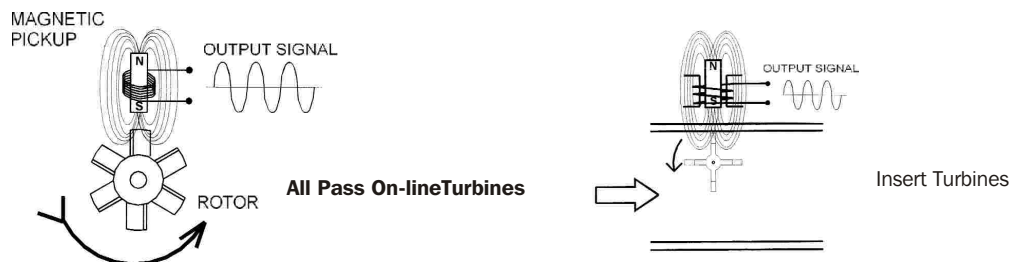 MAGNETIC
PICKUP
N
S
OUTPUT SIGNAL
ROTOR
All Pass On-lineTurbines
N
S
OUTPUT SIGNAL
Insert Turbines